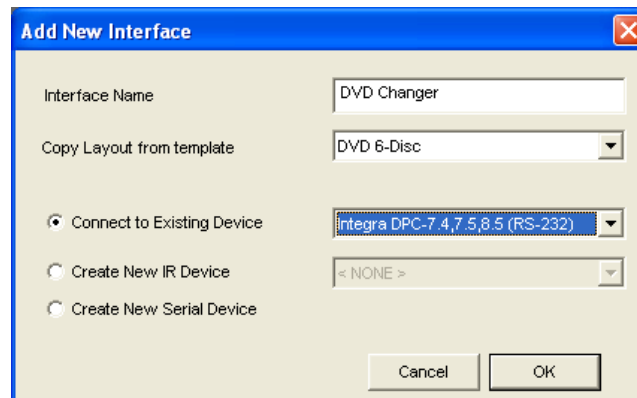 Add New Interface
Interface Name DVD Changer
Copy Layout from template DVD 6-Disc
Connect to Existing Device Integra DPC-7.4,7.5,8.5 (RS-232)
Create New IR Device < NONE >
Create New Serial Device
Cancel OK